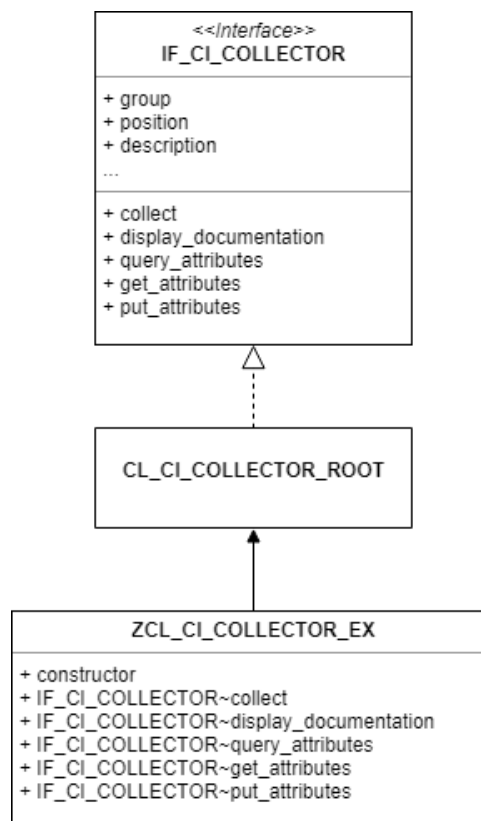 <<Interface>>
IF_CI_COLLECTOR
+ group
+ position
+ description
...
+ collect
+ display_documentation
+ query_attributes
+ get_attributes
+ put_attributes
CL_CI_COLLECTOR_ROOT
ZCL_CI_COLLECTOR_EX
+ constructor
+ IF_CI_COLLECTOR~collect
+ IF_CI_COLLECTOR~display_documentation
+ IF_CI_COLLECTOR~query_attributes
+ IF_CI_COLLECTOR~get_attributes
+ IF_CI_COLLECTOR~put_attributes